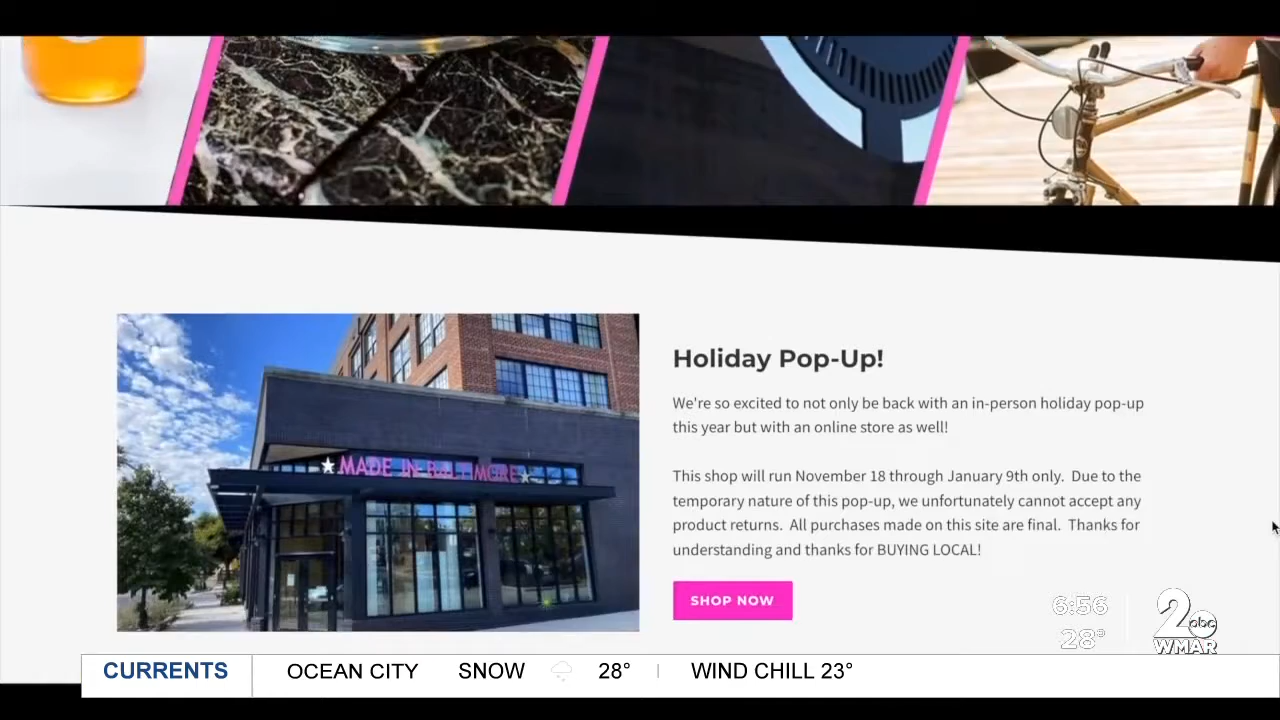 MADE IN BALTIMORE
Holiday Pop-Up!
We're so excited to not only be back with an in-person holiday pop-up
this year but with an online store as well!
This shop will run November 18 through January 9th only. Due to the
temporary nature of this pop-up, we unfortunately cannot accept any
product returns. All purchases made on this site are final. Thanks for
understanding and thanks for BUYING LOCAL!
SHOP NOW
6:56
28°
2 abc
WMAR
CURRENTS OCEAN CITY SNOW 28° | WIND CHILL 23°